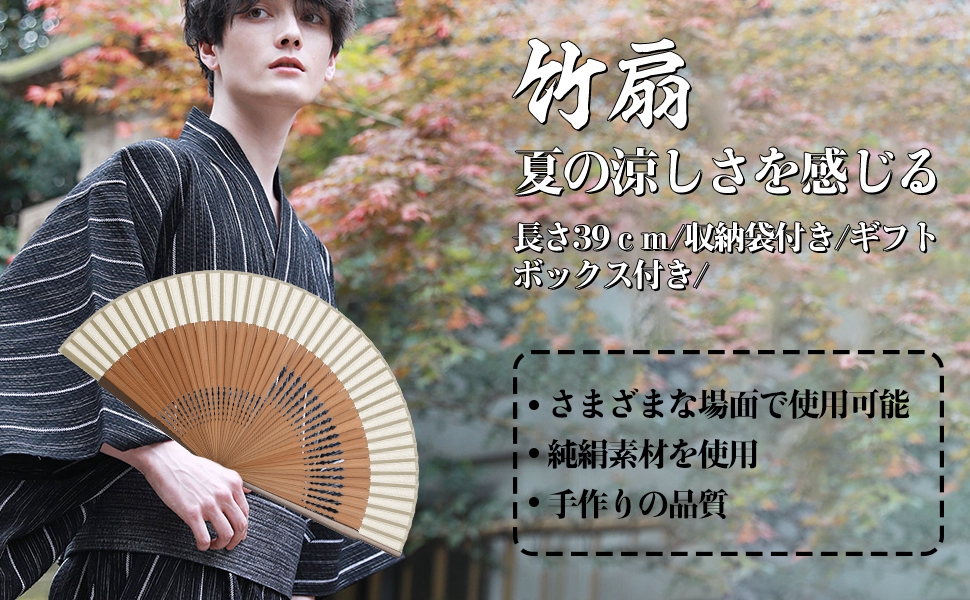 竹扇
夏の涼しさを感じる
長さ39ｃｍ/収納袋付き/ギフト
ボックス付き/
• さまざまな場面で使用可能
• 純絹素材を使用
• 手作りの品質